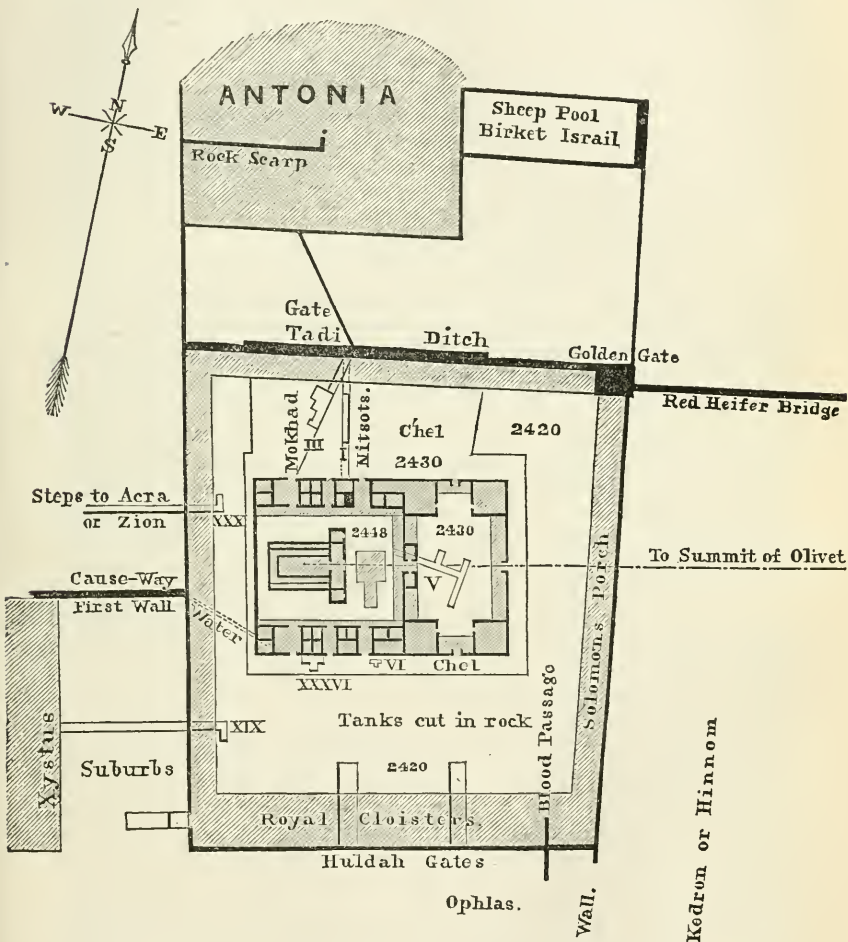 ANTONIA
Sheep Pool
Birket Israil
N
W
E
S
Rock Scarp
Gate
Tadi
Ditch
Golden Gate
Red Heifer Bridge
Mokhad
III
I
Nitsots.
Chel
2430
2420
Steps to Acra
or Zion
XXX
2448
2430
To Summit of Olivet
Cause-Way
First Wall
Water
V
VI
Chel
XXXVI
Solomons Porch
Blood Passage
Tanks cut in rock
XIX
Xystus
Suburbs
2420
Royal Cloisters,
Huldah Gates
Ophlas.
Wall.
Kedron or Hinnom